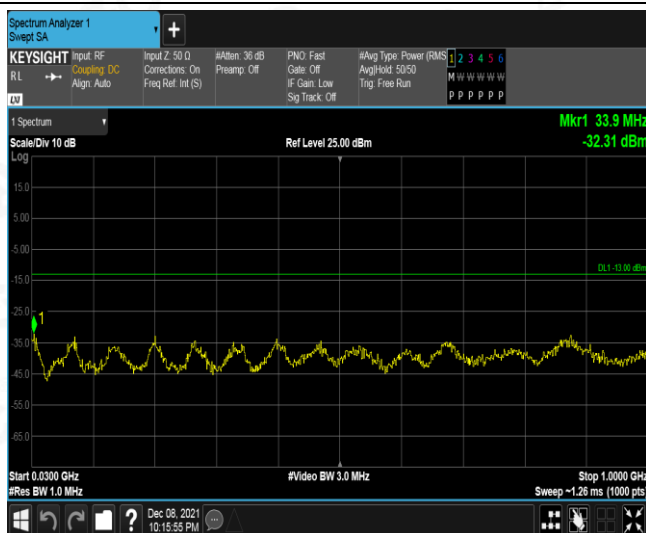 Spectrum Analyzer 1
Swept SA
+
KEYSIGHT
RL
LXI
Input: RF
Coupling: DC
Align: Auto
Input Z: 50 Ω
Corrections: On
Freq Ref: Int (S)
#Atten: 36 dB
Preamp: Off
PNO: Fast
Gate: Off
IF Gain: Low
Sig Track: Off
#Avg Type: Power (RMS
Avg|Hold: 50/50
Trig: Free Run
1 2 3 4 5 6
M W W W W W
P P P P P P
1 Spectrum
Mkr1 33.9 MHz
Scale/Div 10 dB
Ref Level 25.00 dBm
-32.31 dBm
Log
15.0
5.00
-5.00
DL1 -13.00 dBm
-15.0
-25.0
1
-35.0
-45.0
-55.0
-65.0
Start 0.0300 GHz
#Video BW 3.0 MHz
Stop 1.0000 GHz
#Res BW 1.0 MHz
Sweep ~1.26 ms (1000 pts)
?
Dec 08, 2021
10:15:55 PM